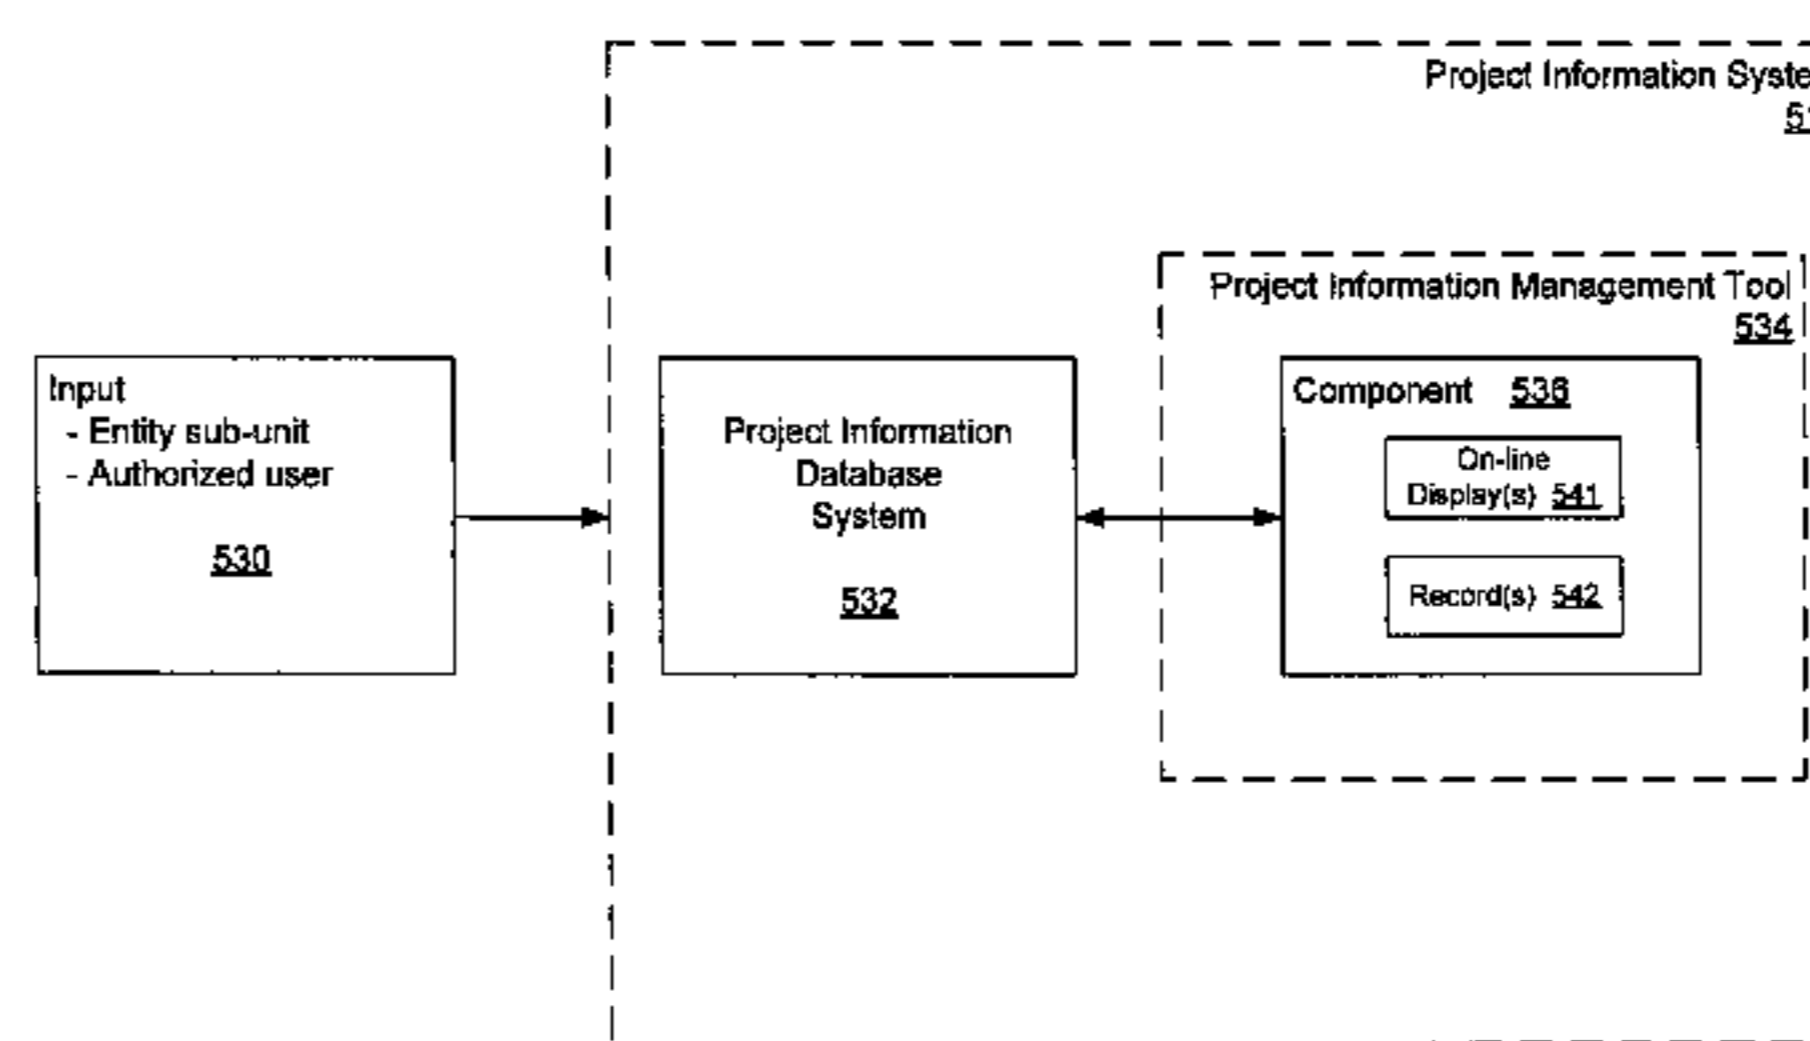 Project Information Syste
51
Project Information Management Tool
534
Input
- Entity sub-unit
- Authorized user
530
Project Information
Database
System
532
Component 536
On-line
Display(s) 541
Record(s) 542